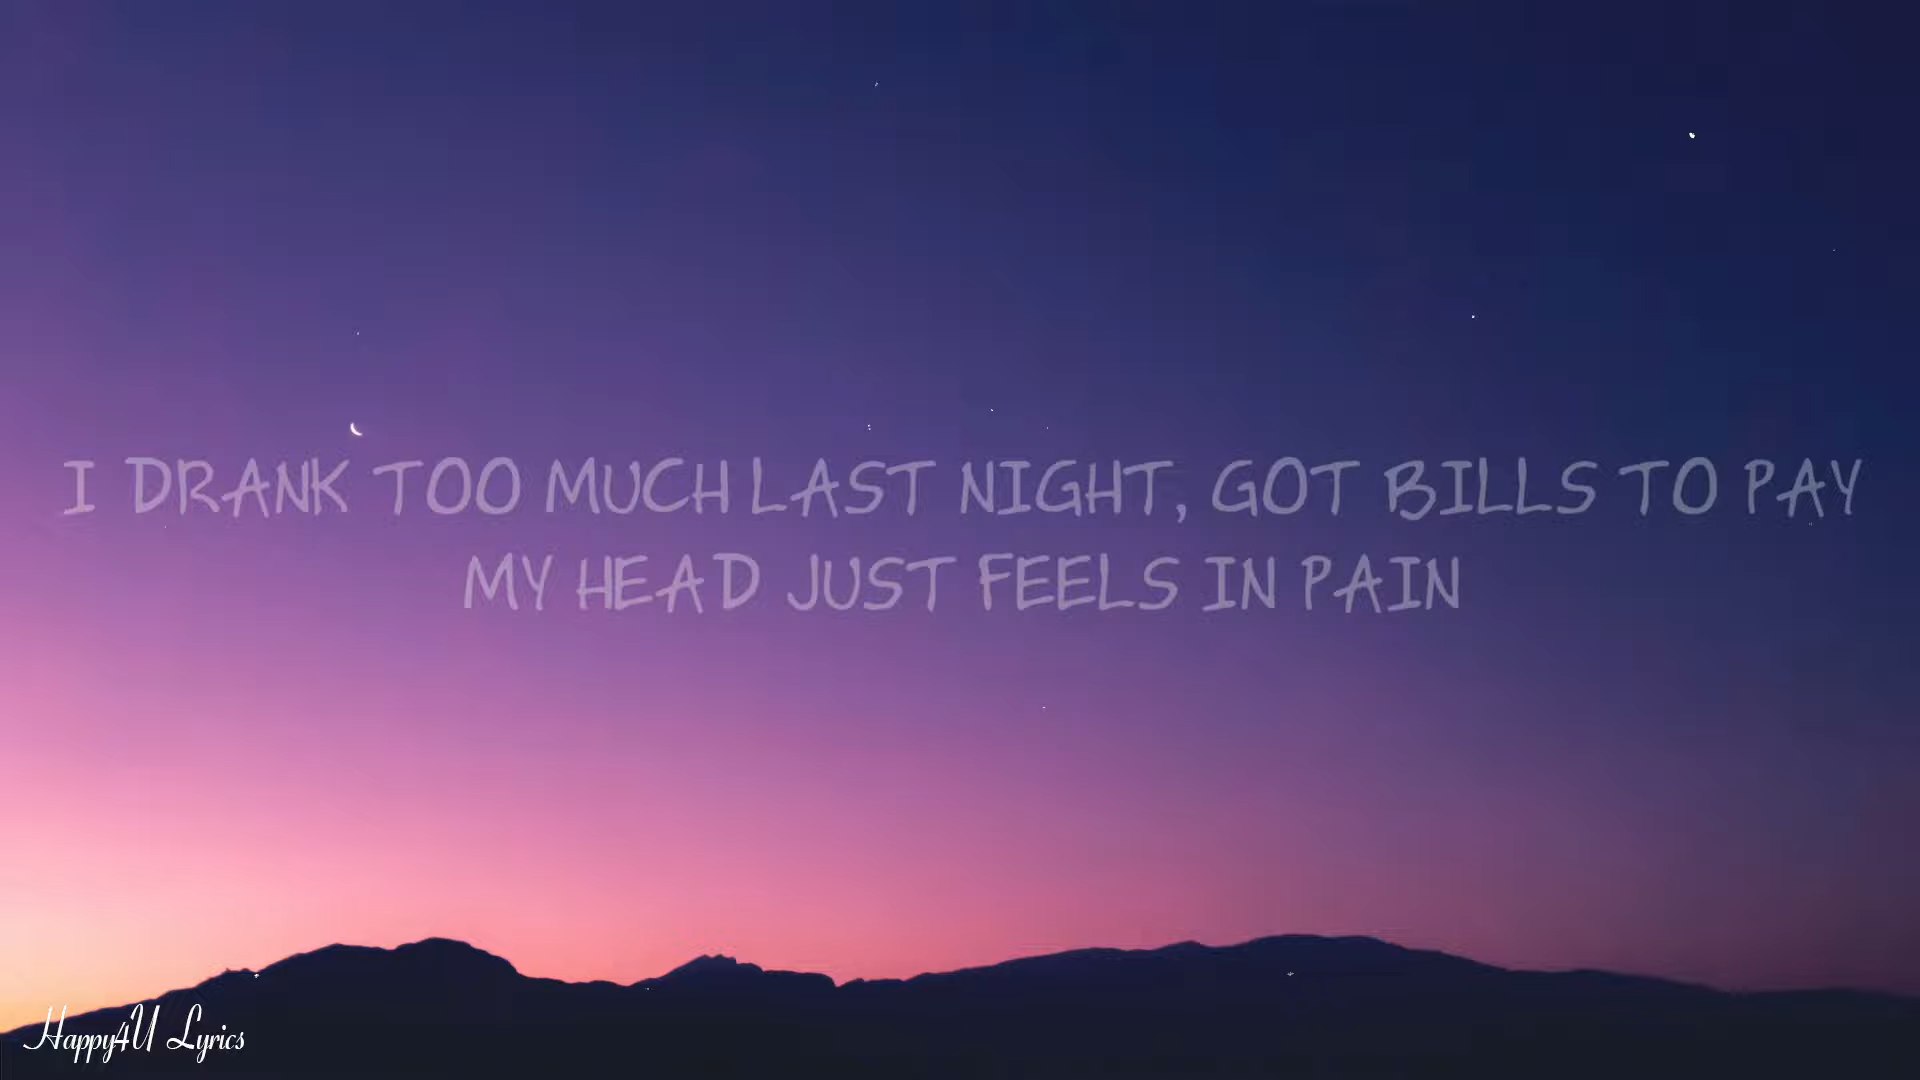 I DRANK TOO MUCH LAST NIGHT, GOT BILLS TO PAY
MY HEAD JUST FEELS IN PAIN
Happy4U Lyrics